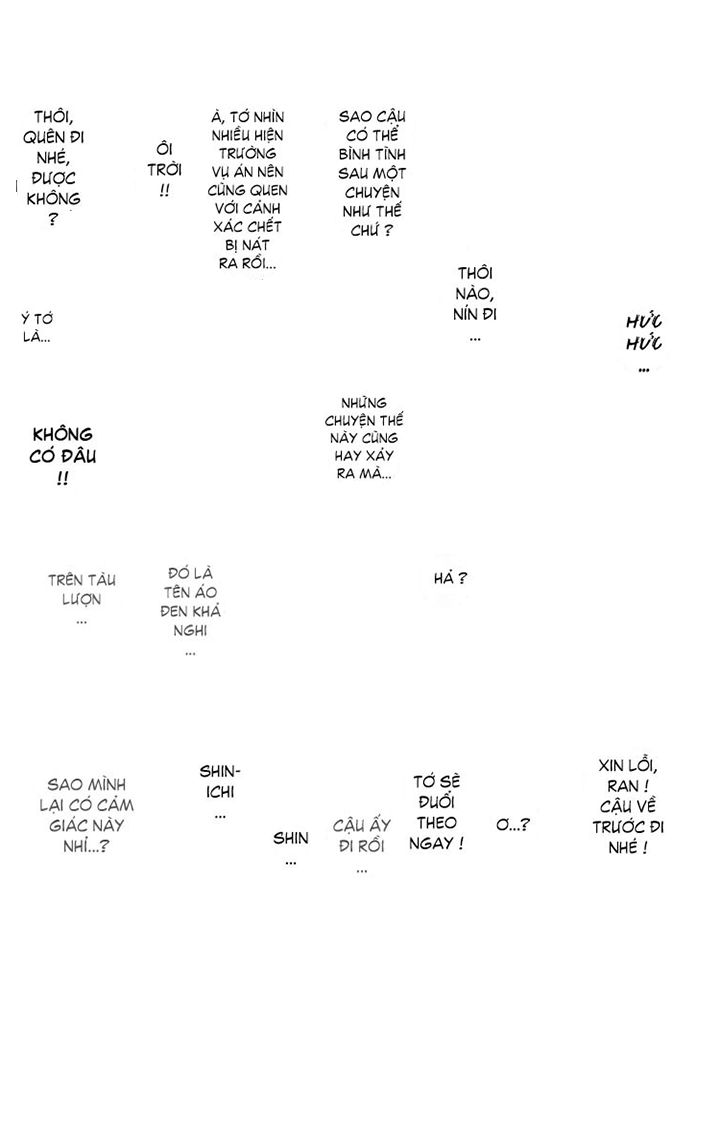 HỨC
HỨC
...
THÔI
NÀO,
NÍN ĐI
...
SAO CẬU
CÓ THỂ
BÌNH TĨNH
SAU MỘT
CHUYỆN
NHƯ THẾ
CHỨ ?
À, TỚ NHÌN
NHIỀU HIỆN
TRƯỜNG
VỤ ÁN NÊN
CŨNG QUEN
VỚI CẢNH
XÁC CHẾT
BỊ NÁT
RA RỒI...
ÔI
TRỜI
!!
THÔI,
QUÊN ĐI
NHÉ,
ĐƯỢC
KHÔNG
?
Ý TỚ
LÀ...
NHỮNG
CHUYỆN THẾ
NÀY CŨNG
HAY XẢY
RA MÀ...
KHÔNG
CÓ ĐÂU
!!
HẢ ?
ĐÓ LÀ
TÊN ÁO
ĐEN KHẢ
NGHI
...
TRÊN TÀU
LƯỢN
...
XIN LỖI,
RAN !
CẬU VỀ
TRƯỚC ĐI
NHÉ !
Ơ...?
TỚ SẼ
ĐUỔI
THEO
NGAY !
CẬU ẤY
ĐI RỒI
...
SHIN
...
SHIN-
ICHI
...
SAO MÌNH
LẠI CÓ CẢM
GIÁC NÀY
NHỈ...?